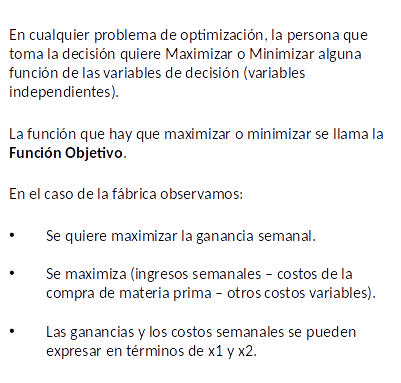 En cualquier problema de optimización, la persona que
toma la decisión quiere Maximizar o Minimizar alguna
función de las variables de decisión (variables
independientes).
La función que hay que maximizar o minimizar se llama la
Función Objetivo.
En el caso de la fábrica observamos:
• Se quiere maximizar la ganancia semanal.
• Se maximiza (ingresos semanales – costos de la
compra de materia prima – otros costos variables).
• Las ganancias y los costos semanales se pueden
expresar en términos de x1 y x2.